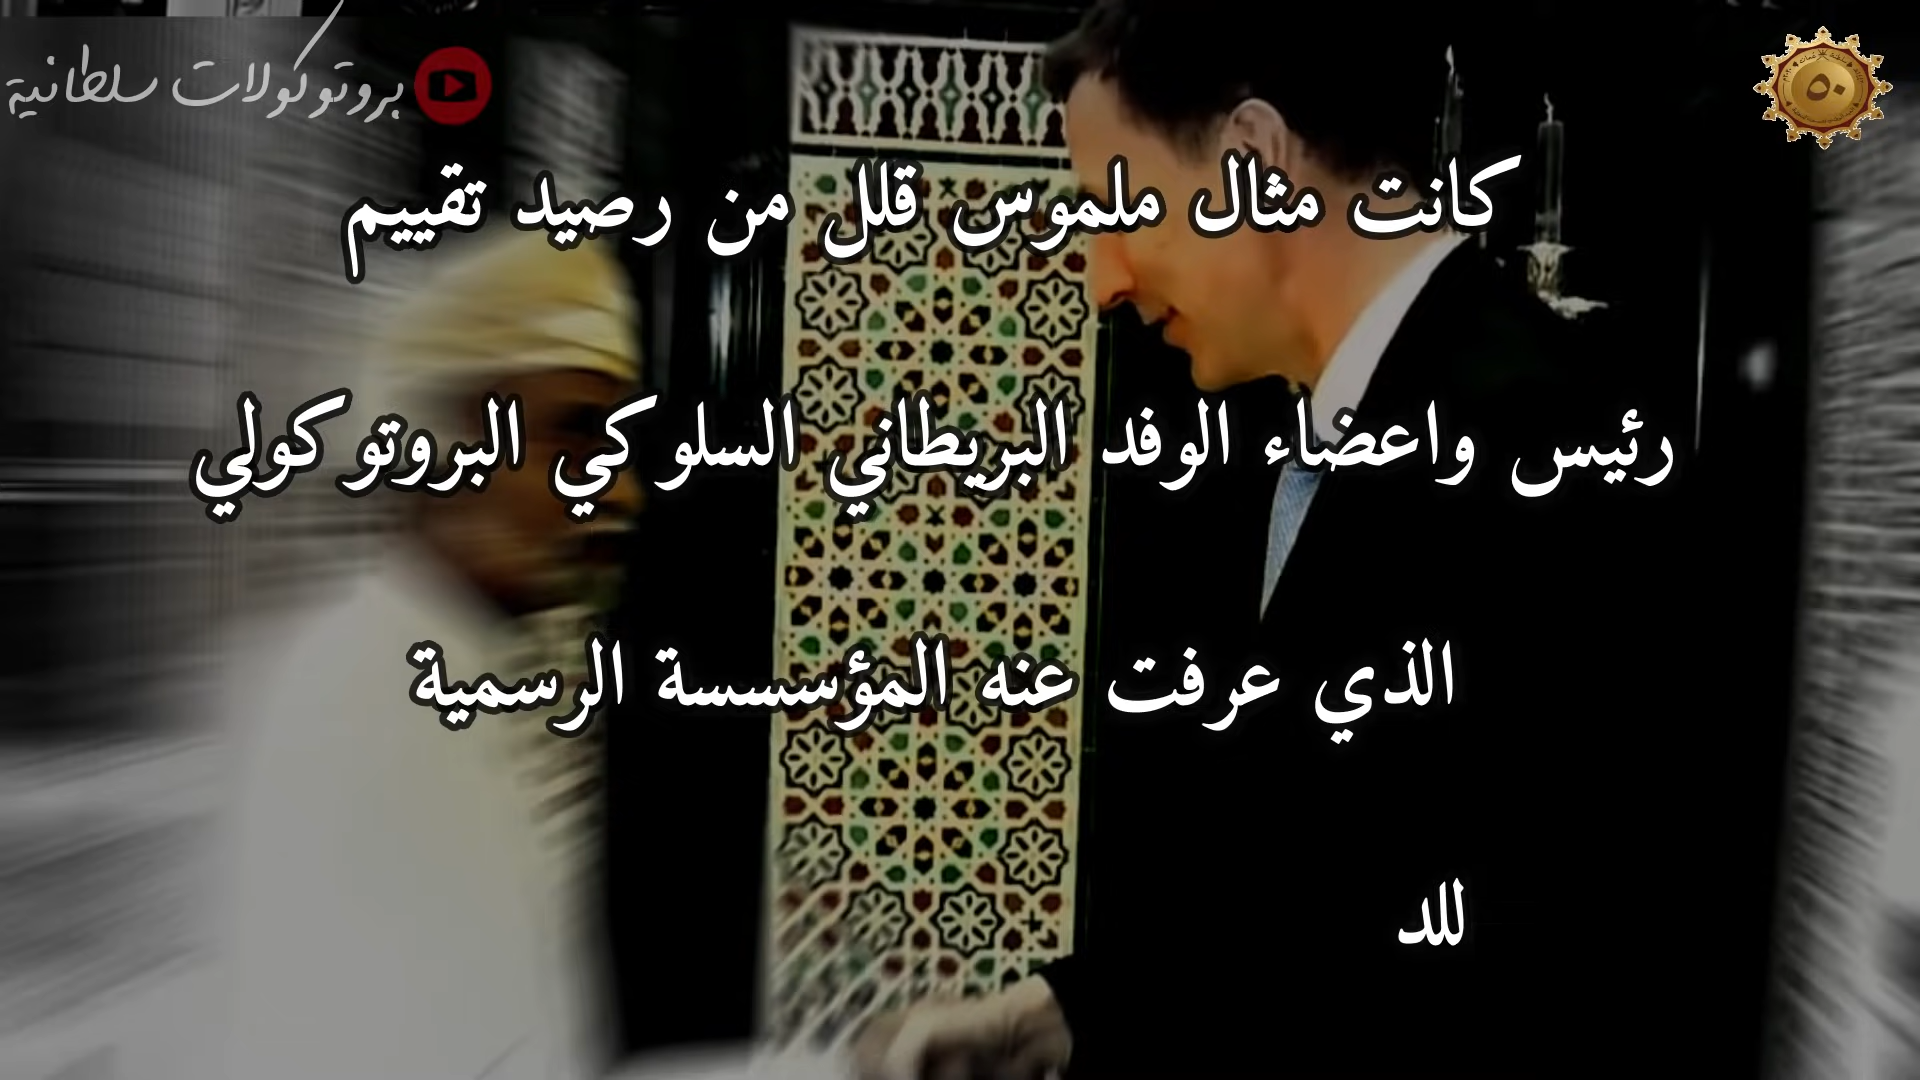 بروتوكولات سلطانية
٥٠
كانت مثال ملموس قلل من رصيد تقييم
رئيس واعضاء الوفد البريطاني السلوكي البروتوكولي
الذي عرفت عنه المؤسسة الرسمية
للد